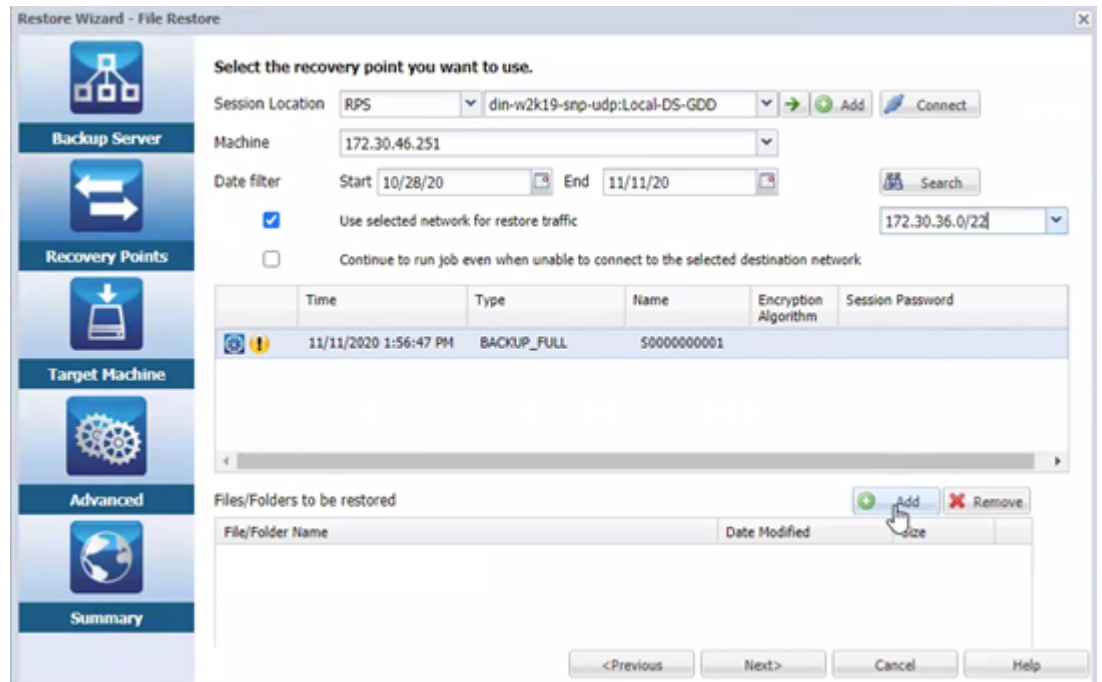 Restore Wizard - File Restore
Backup Server
Recovery Points
Target Machine
Advanced
Summary
Select the recovery point you want to use.
Session Location RPS din-w2k19-snp-udp:Local-DS-GDD Add Connect
Machine 172.30.46.251
Date filter Start 10/28/20 End 11/11/20 Search
Use selected network for restore traffic 172.30.36.0/22
Continue to run job even when unable to connect to the selected destination network
Time Type Name Encryption Algorithm Session Password
11/11/2020 1:56:47 PM BACKUP_FULL S0000000001
Files/Folders to be restored Add Remove
File/Folder Name Date Modified Size
<Previous Next> Cancel Help